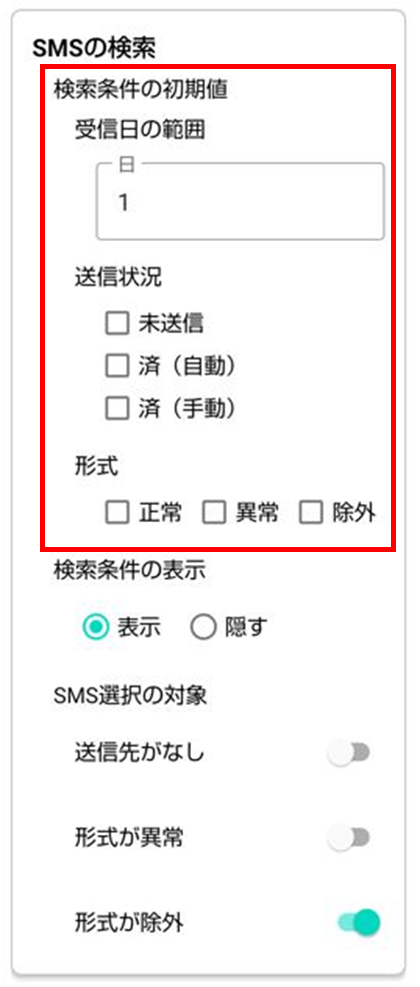 SMSの検索
検索条件の初期値
受信日の範囲
日
1
送信状況
未送信
済（自動）
済（手動）
形式
正常 異常 除外
検索条件の表示
表示 隠す
SMS選択の対象
送信先がなし
形式が異常
形式が除外